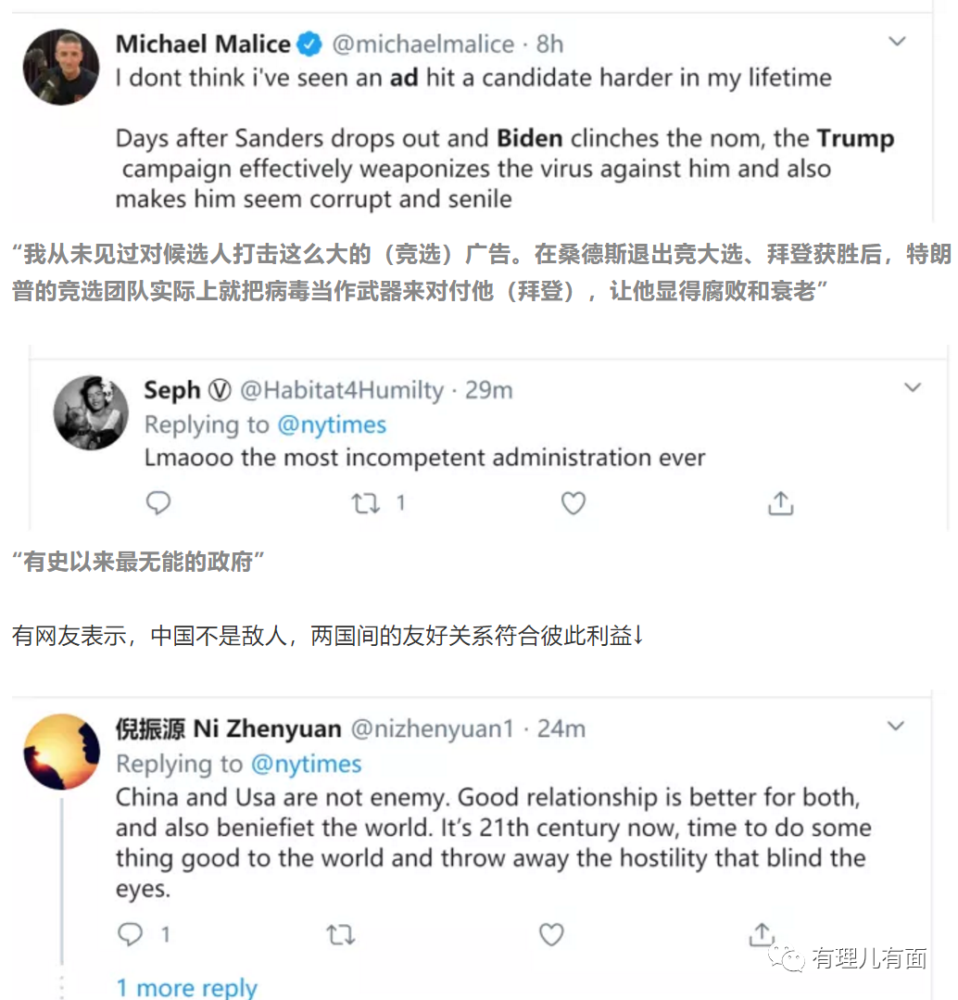 Michael Malice @michaelmalice · 8h
I dont think i've seen an ad hit a candidate harder in my lifetime
Days after Sanders drops out and Biden clinches the nom, the Trump
campaign effectively weaponizes the virus against him and also
makes him seem corrupt and senile
“我从未见过对候选人打击这么大的（竞选）广告。在桑德斯退出竞大选、拜登获胜后，特朗
普的竞选团队实际上就把病毒当作武器来对付他（拜登），让他显得腐败和衰老”
Seph Ⓥ @Habitat4Humilty · 29m
Replying to @nytimes
Lmaooo the most incompetent administration ever
1
“有史以来最无能的政府”
有网友表示，中国不是敌人，两国间的友好关系符合彼此利益↓
倪振源 Ni Zhenyuan @nizhenyuan1 · 24m
Replying to @nytimes
China and Usa are not enemy. Good relationship is better for both,
and also beniefiet the world. It’s 21th century now, time to do some
thing good to the world and throw away the hostility that blind the
eyes.
1
有理儿有面
1 more reply